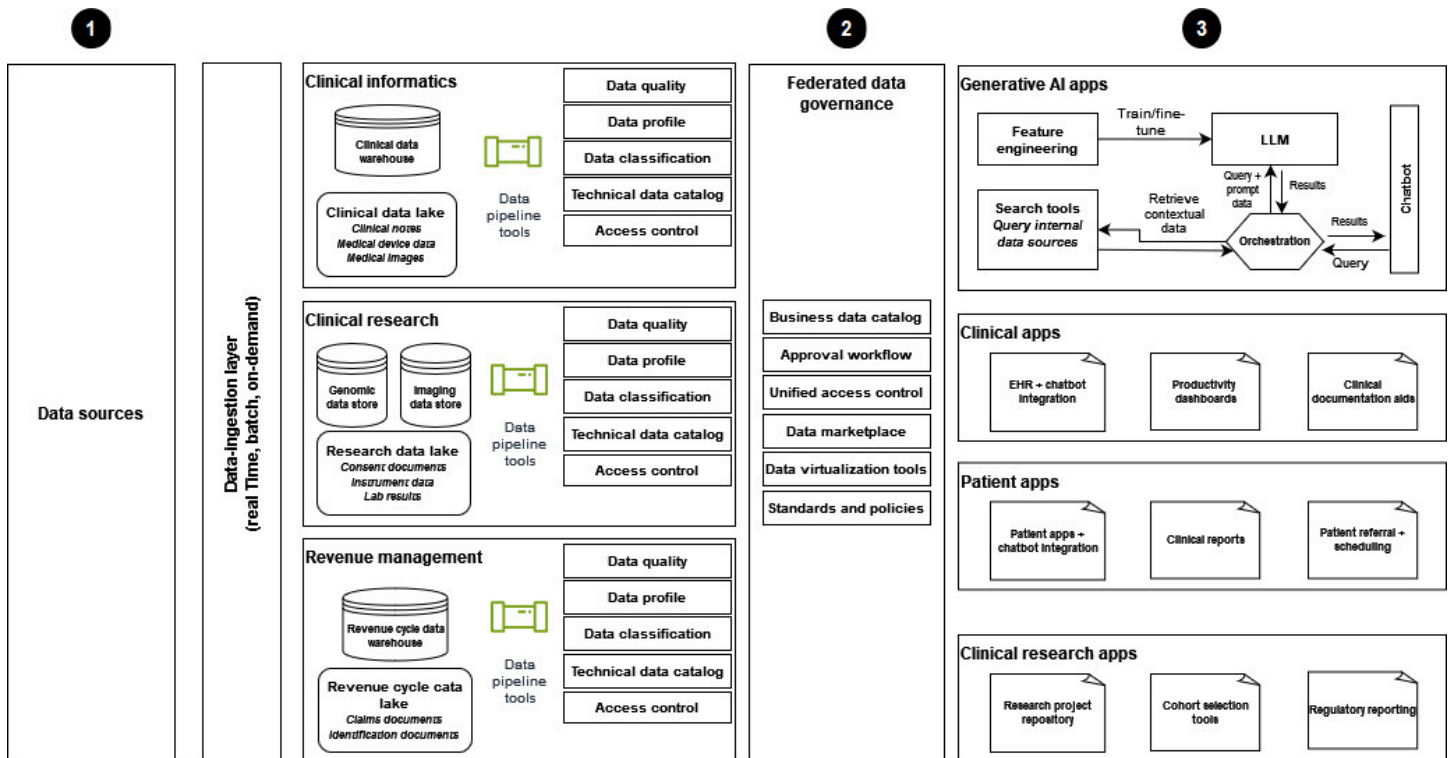 1
2
3
Data sources
Data-ingestion layer
(real Time, batch, on-demand)
Clinical informatics
Clinical data
warehouse
Clinical data lake
Clinical notes
Medical device data
Medical images
Data
pipeline
tools
Data quality
Data profile
Data classification
Technical data catalog
Access control
Clinical research
Genomic
data store
Imaging
data store
Research data lake
Consent documents
Instrument data
Lab results
Data
pipeline
tools
Data quality
Data profile
Data classification
Technical data catalog
Access control
Revenue management
Revenue cycle data
warehouse
Revenue cycle cata
lake
Claims documents
Identification documents
Data
pipeline
tools
Data quality
Data profile
Data classification
Technical data catalog
Access control
Federated data
governance
Business data catalog
Approval workflow
Unified access control
Data marketplace
Data virtualization tools
Standards and policies
Generative AI apps
Feature
engineering
Train/fine-
tune
LLM
Query +
prompt
data
Results
Search tools
Query internal
data sources
Retrieve
contextual
data
Orchestration
Results
Query
Chatbot
Clinical apps
EHR + chatbot
integration
Productivity
dashboards
Clinical
documentation aids
Patient apps
Patient apps +
chatbot integration
Clinical reports
Patient referral +
scheduling
Clinical research apps
Research project
repository
Cohort selection
tools
Regulatory reporting